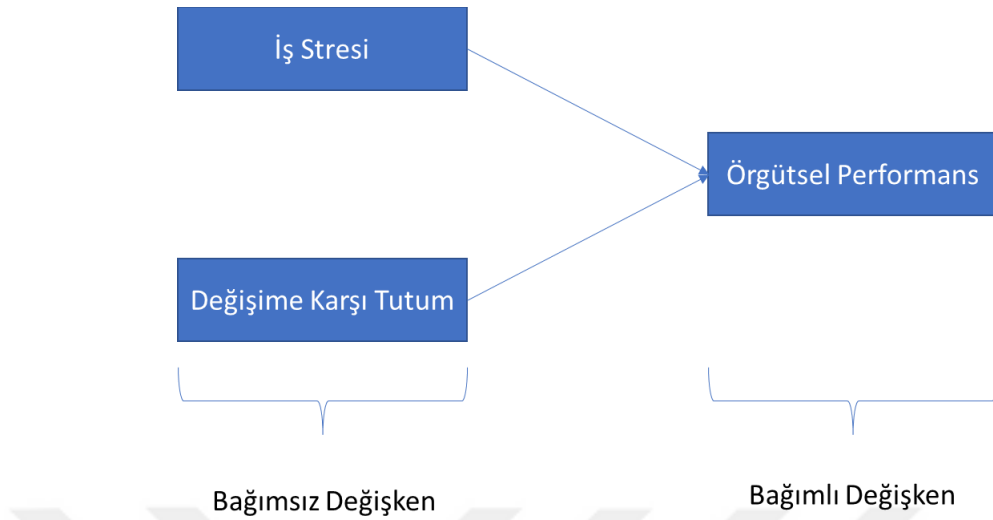 İş Stresi
Örgütsel Performans
Değişime Karşı Tutum
Bağımsız Değişken
Bağımlı Değişken